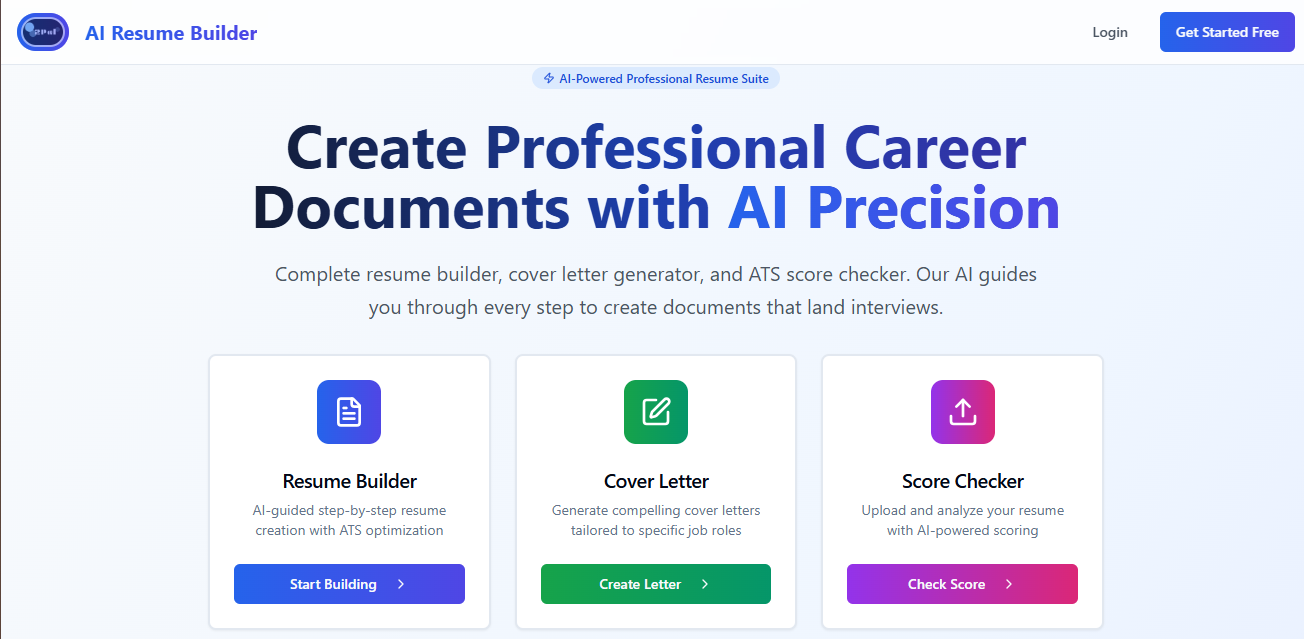 AI Resume Builder
Login
Get Started Free
AI-Powered Professional Resume Suite
Create Professional Career
Documents with AI Precision
Complete resume builder, cover letter generator, and ATS score checker. Our AI guides
you through every step to create documents that land interviews.
Resume Builder
AI-guided step-by-step resume
creation with ATS optimization
Start Building
Cover Letter
Generate compelling cover letters
tailored to specific job roles
Create Letter
Score Checker
Upload and analyze your resume
with AI-powered scoring
Check Score